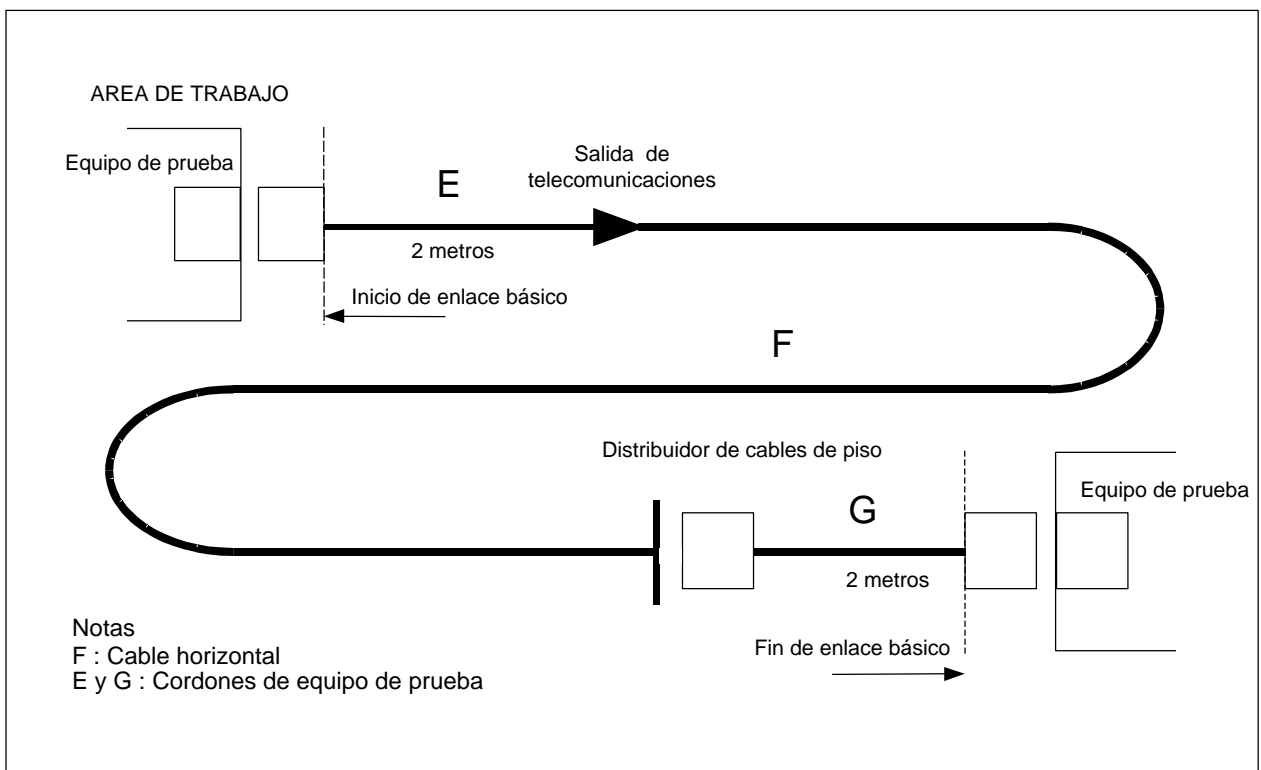 AREA DE TRABAJO
Equipo de prueba
E
Salida de
telecomunicaciones
2 metros
Inicio de enlace básico
F
Distribuidor de cables de piso
G
Equipo de prueba
2 metros
Fin de enlace básico
Notas
F : Cable horizontal
E y G : Cordones de equipo de prueba